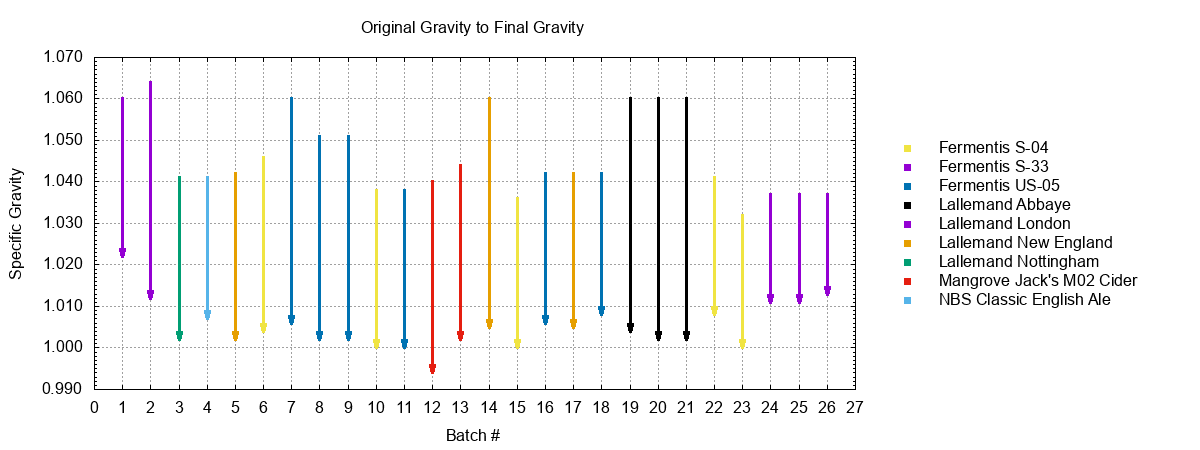 Original Gravity to Final Gravity
1.070
1.060
1.050
1.040
1.030
1.020
1.010
1.000
0.990
Specific Gravity
0 1 2 3 4 5 6 7 8 9 10 11 12 13 14 15 16 17 18 19 20 21 22 23 24 25 26 27
Batch #
Fermentis S-04
Fermentis S-33
Fermentis US-05
Lallemand Abbaye
Lallemand London
Lallemand New England
Lallemand Nottingham
Mangrove Jack's M02 Cider
NBS Classic English Ale